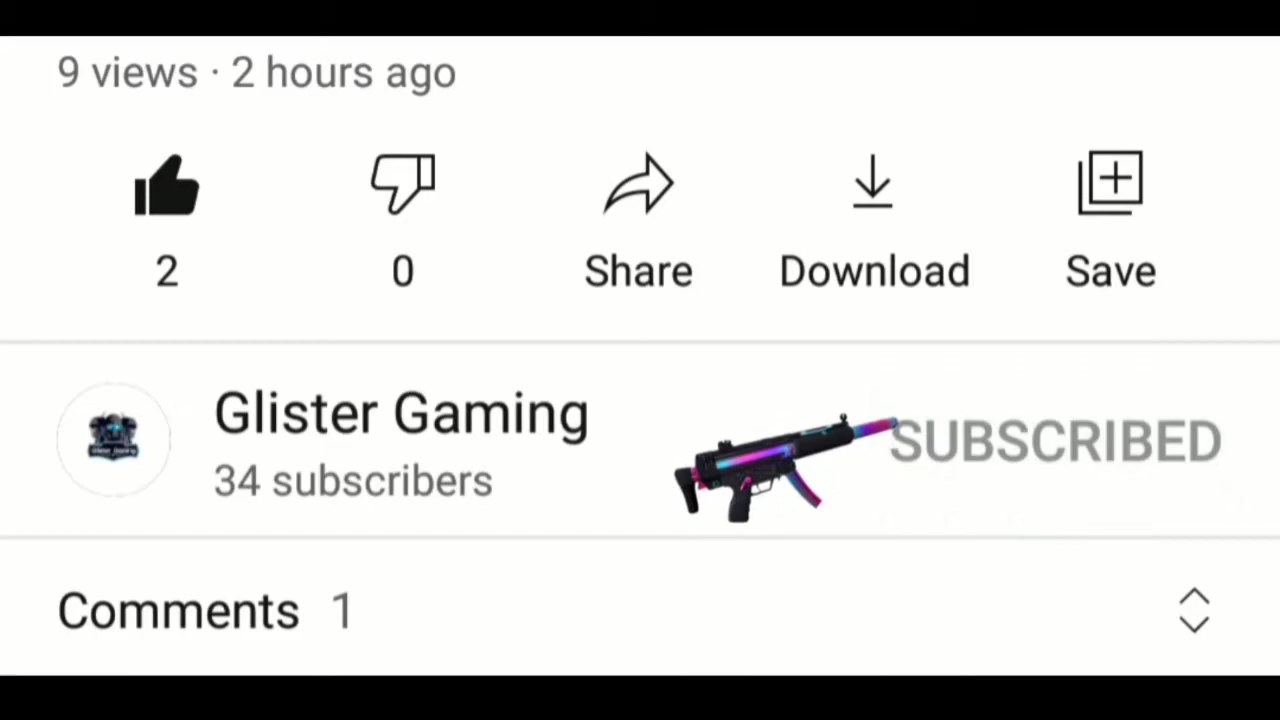 9 views · 2 hours ago
2 0 Share Download Save
Glister Gaming SUBSCRIBED
34 subscribers
Comments 1